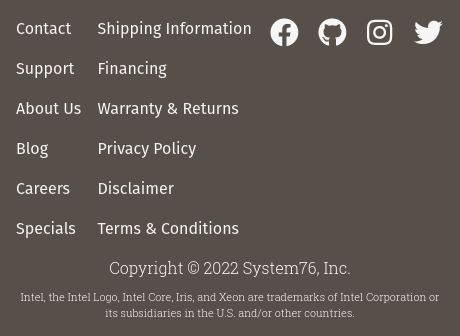 Contact
Support
About Us
Blog
Careers
Specials
Shipping Information
Financing
Warranty & Returns
Privacy Policy
Disclaimer
Terms & Conditions
Copyright © 2022 System76, Inc.
Intel, the Intel Logo, Intel Core, Iris, and Xeon are trademarks of Intel Corporation or
its subsidiaries in the U.S. and/or other countries.